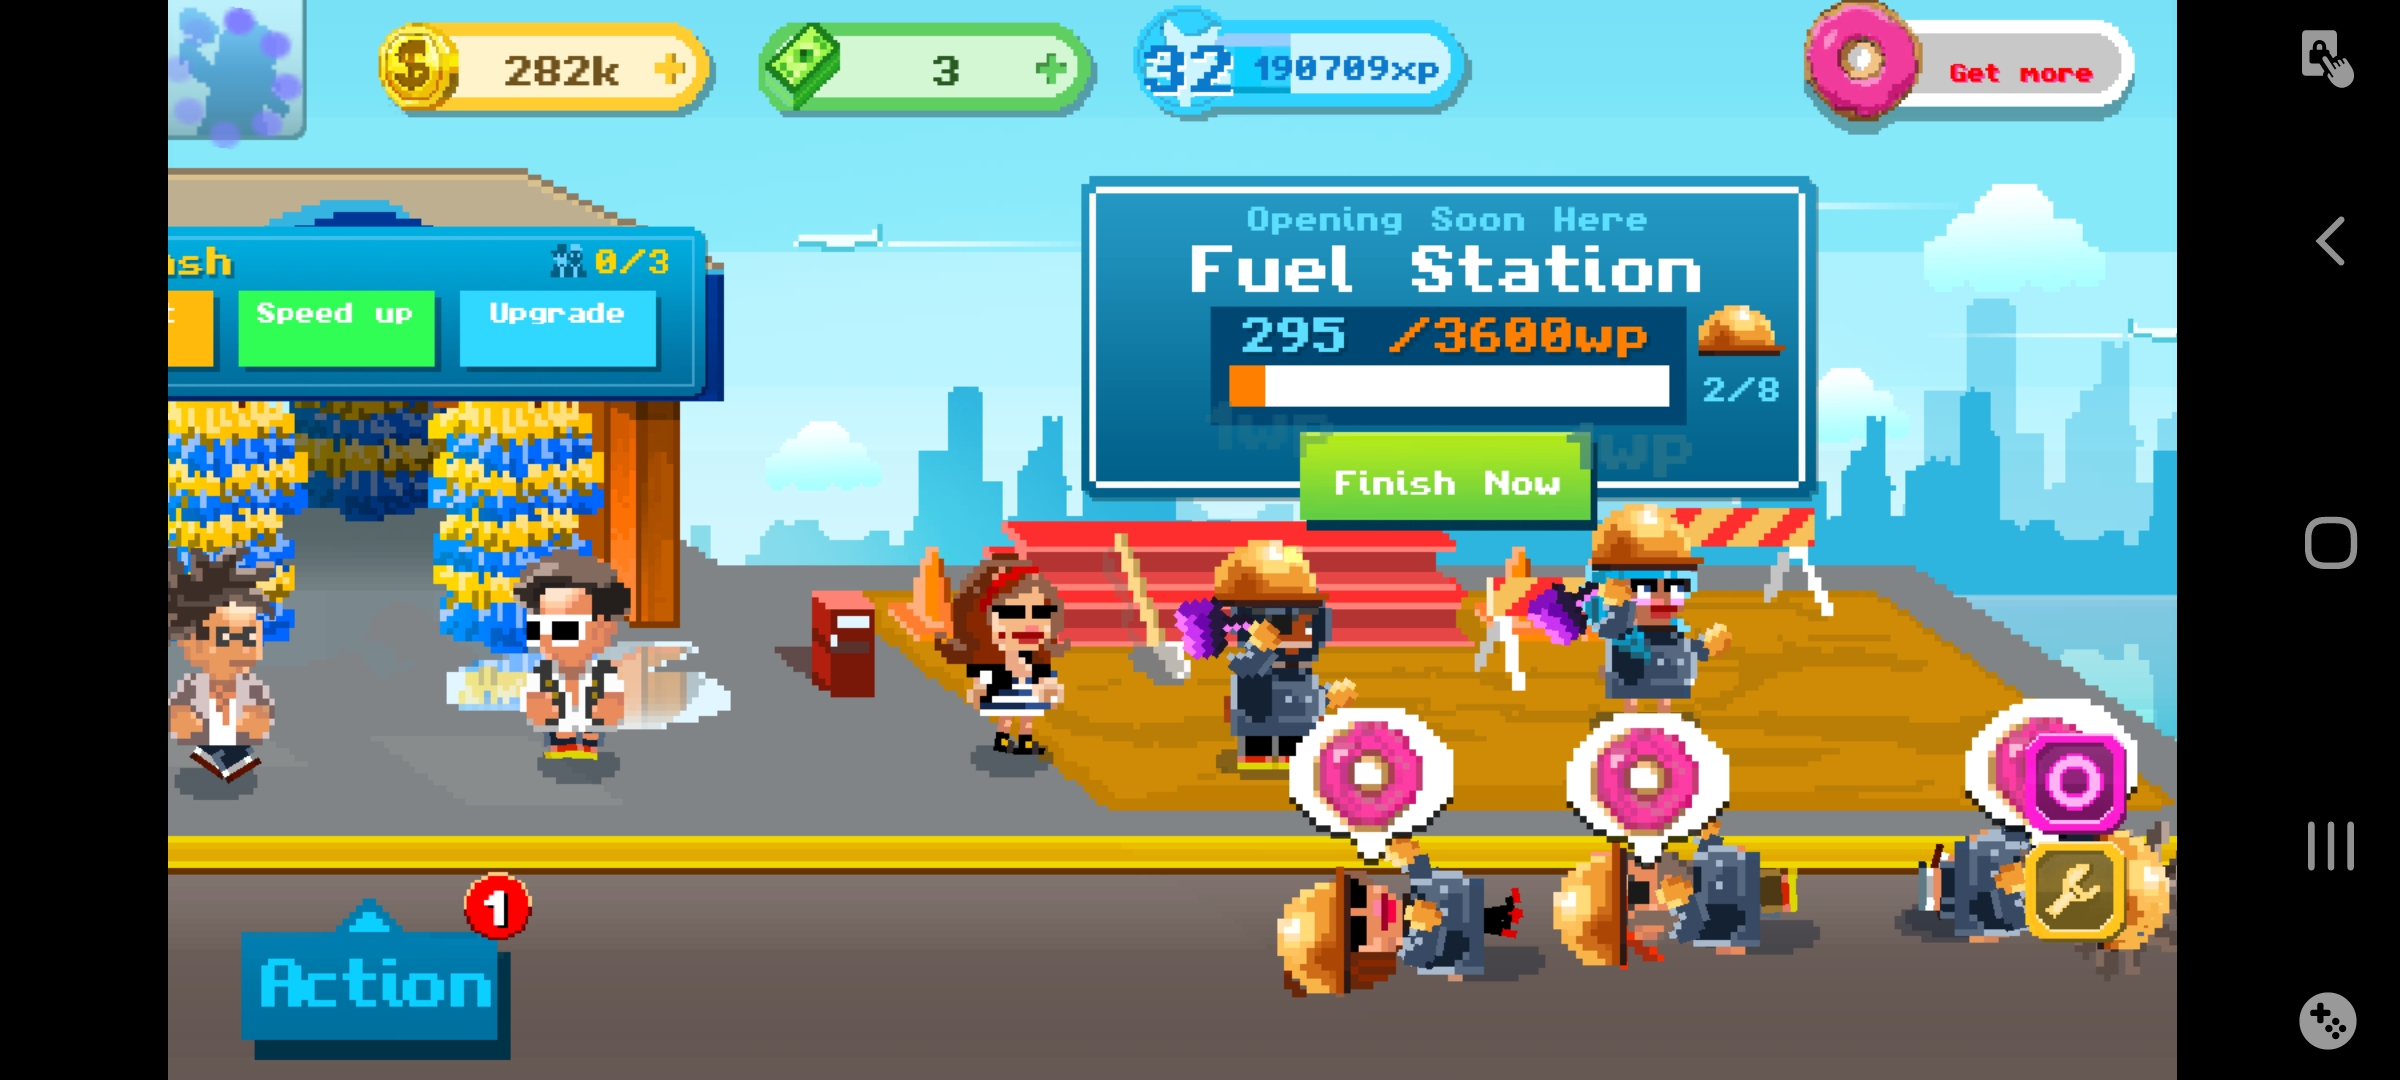 282k
3
32
190709xp
Get more
0/3
Speed up
Upgrade
Opening Soon Here
Fuel Station
295 /3600wp
2/8
1wp
Finish Now
1
Action